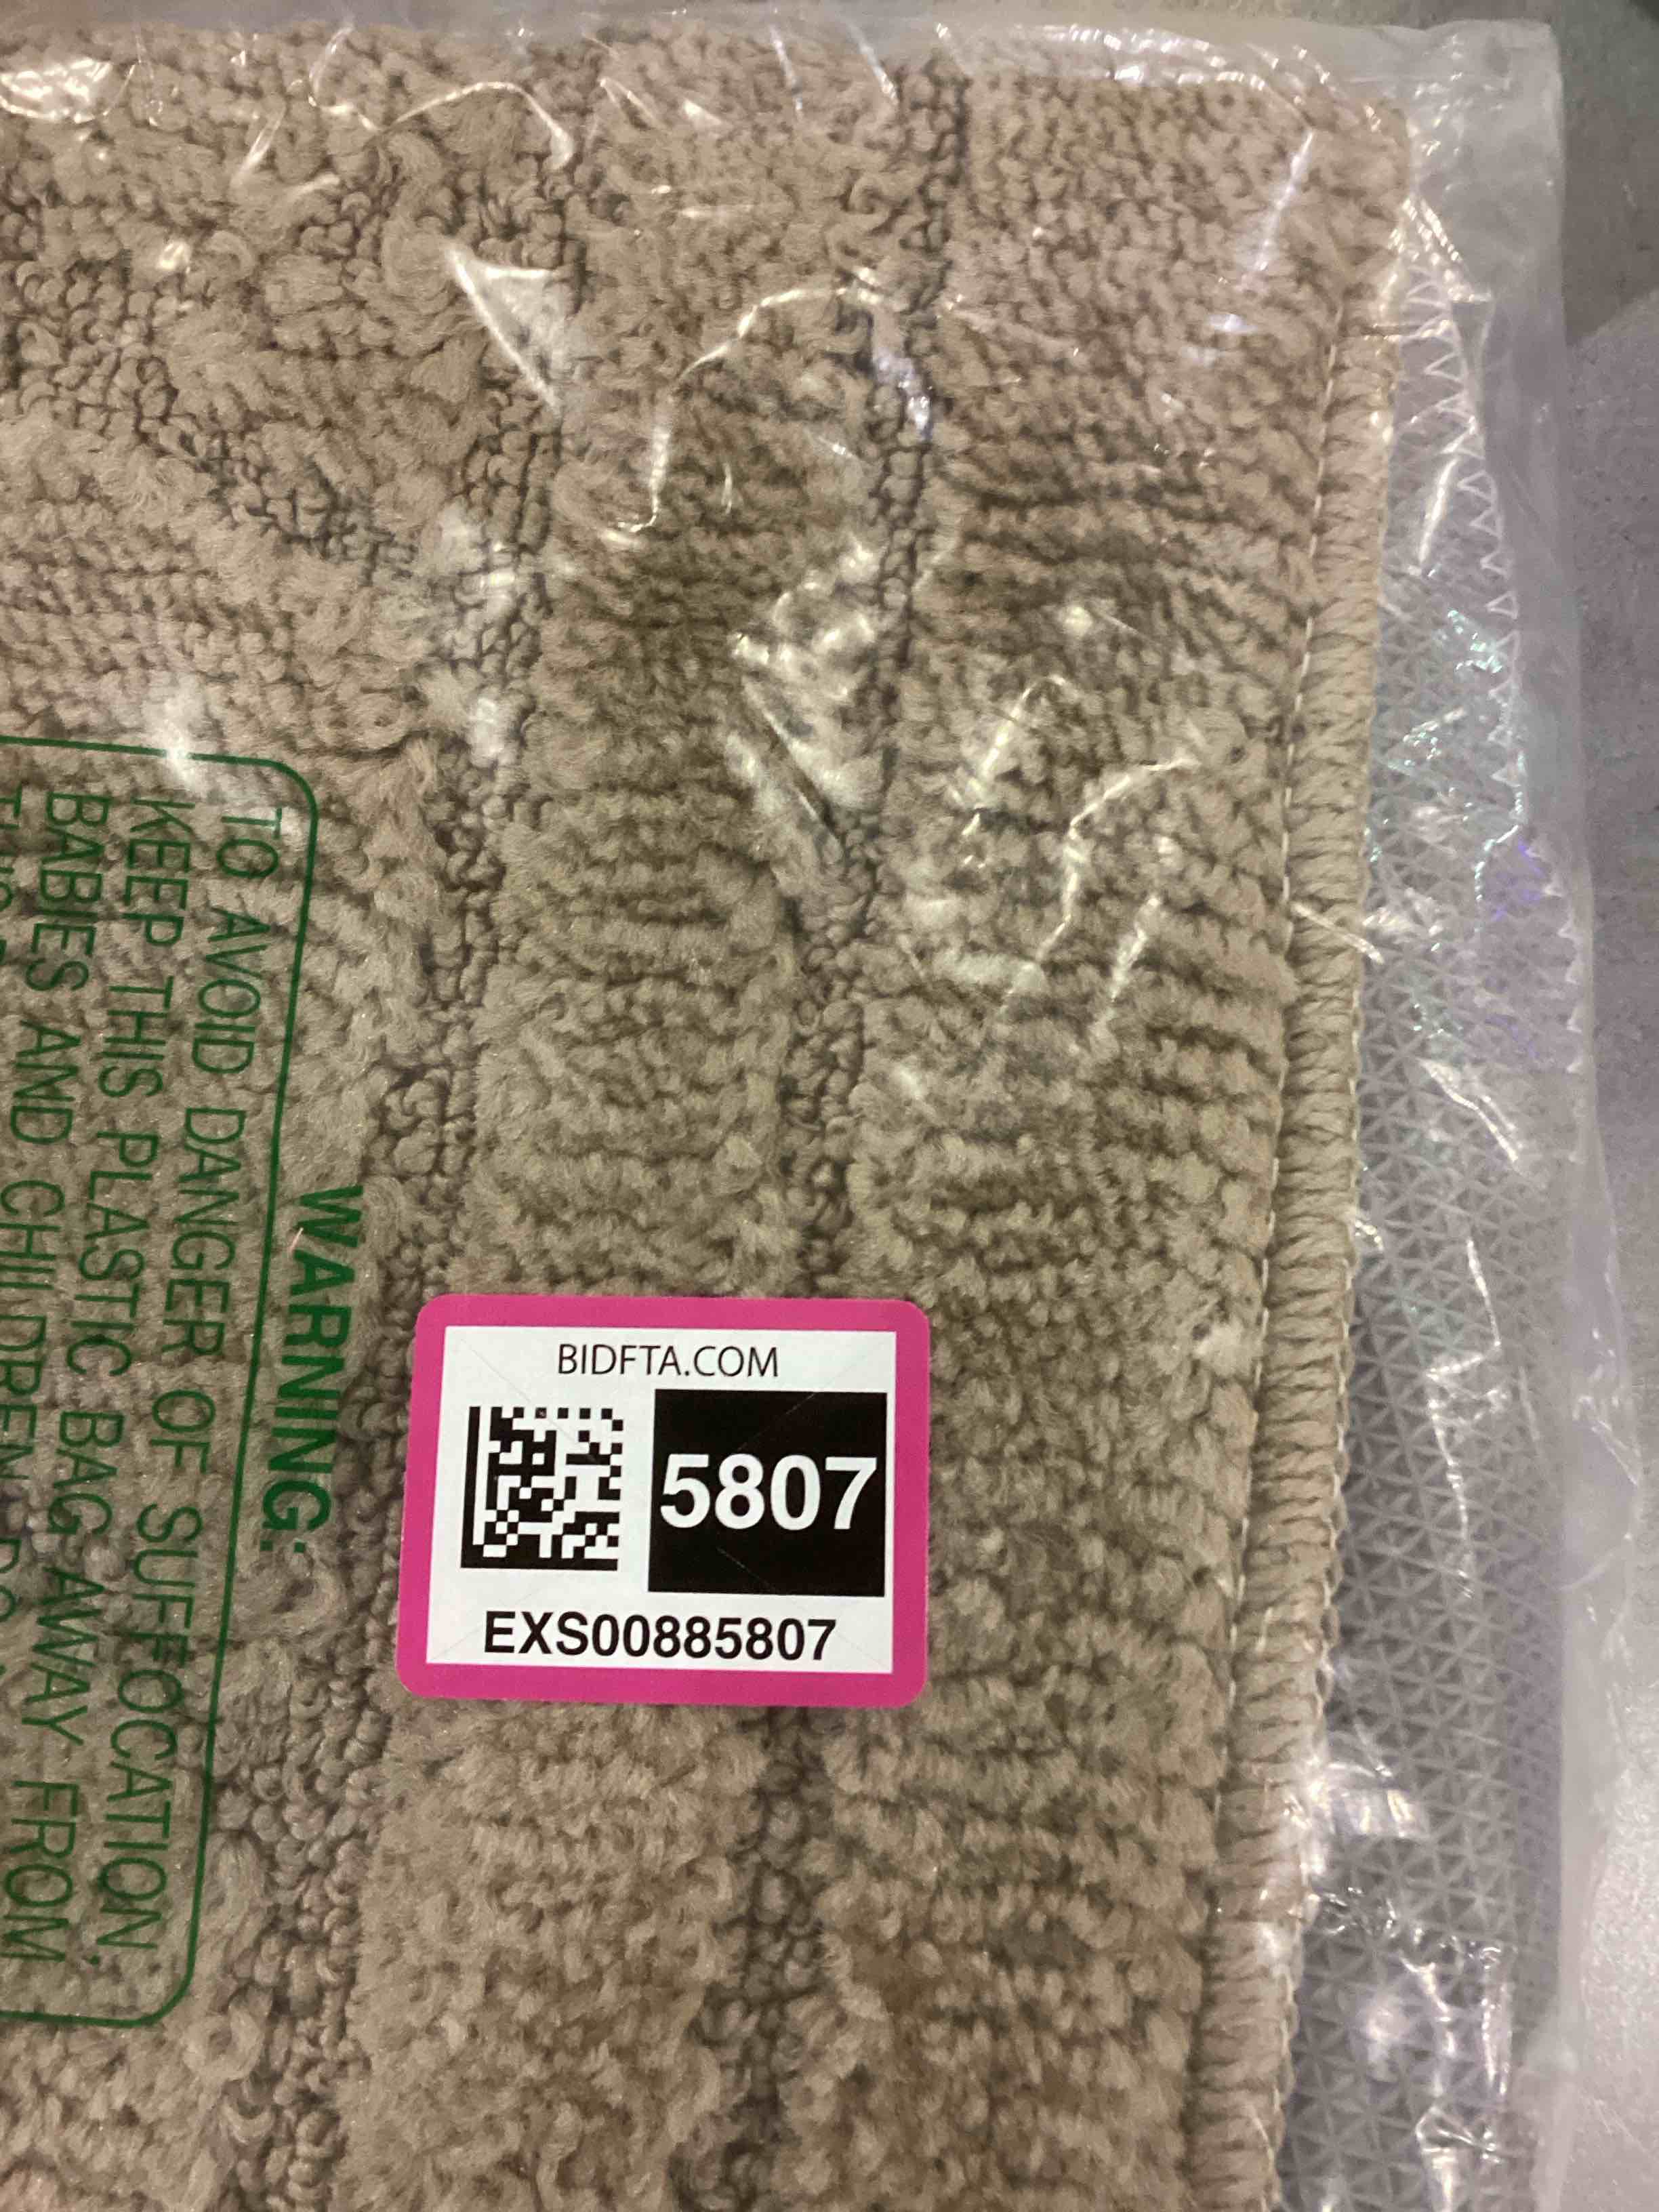 WARNING:
TO AVOID DANGER OF SUFFOCATION,
KEEP THIS PLASTIC BAG AWAY FROM
BABIES AND CHILDREN
BIDFTA.COM
5807
EXS00885807